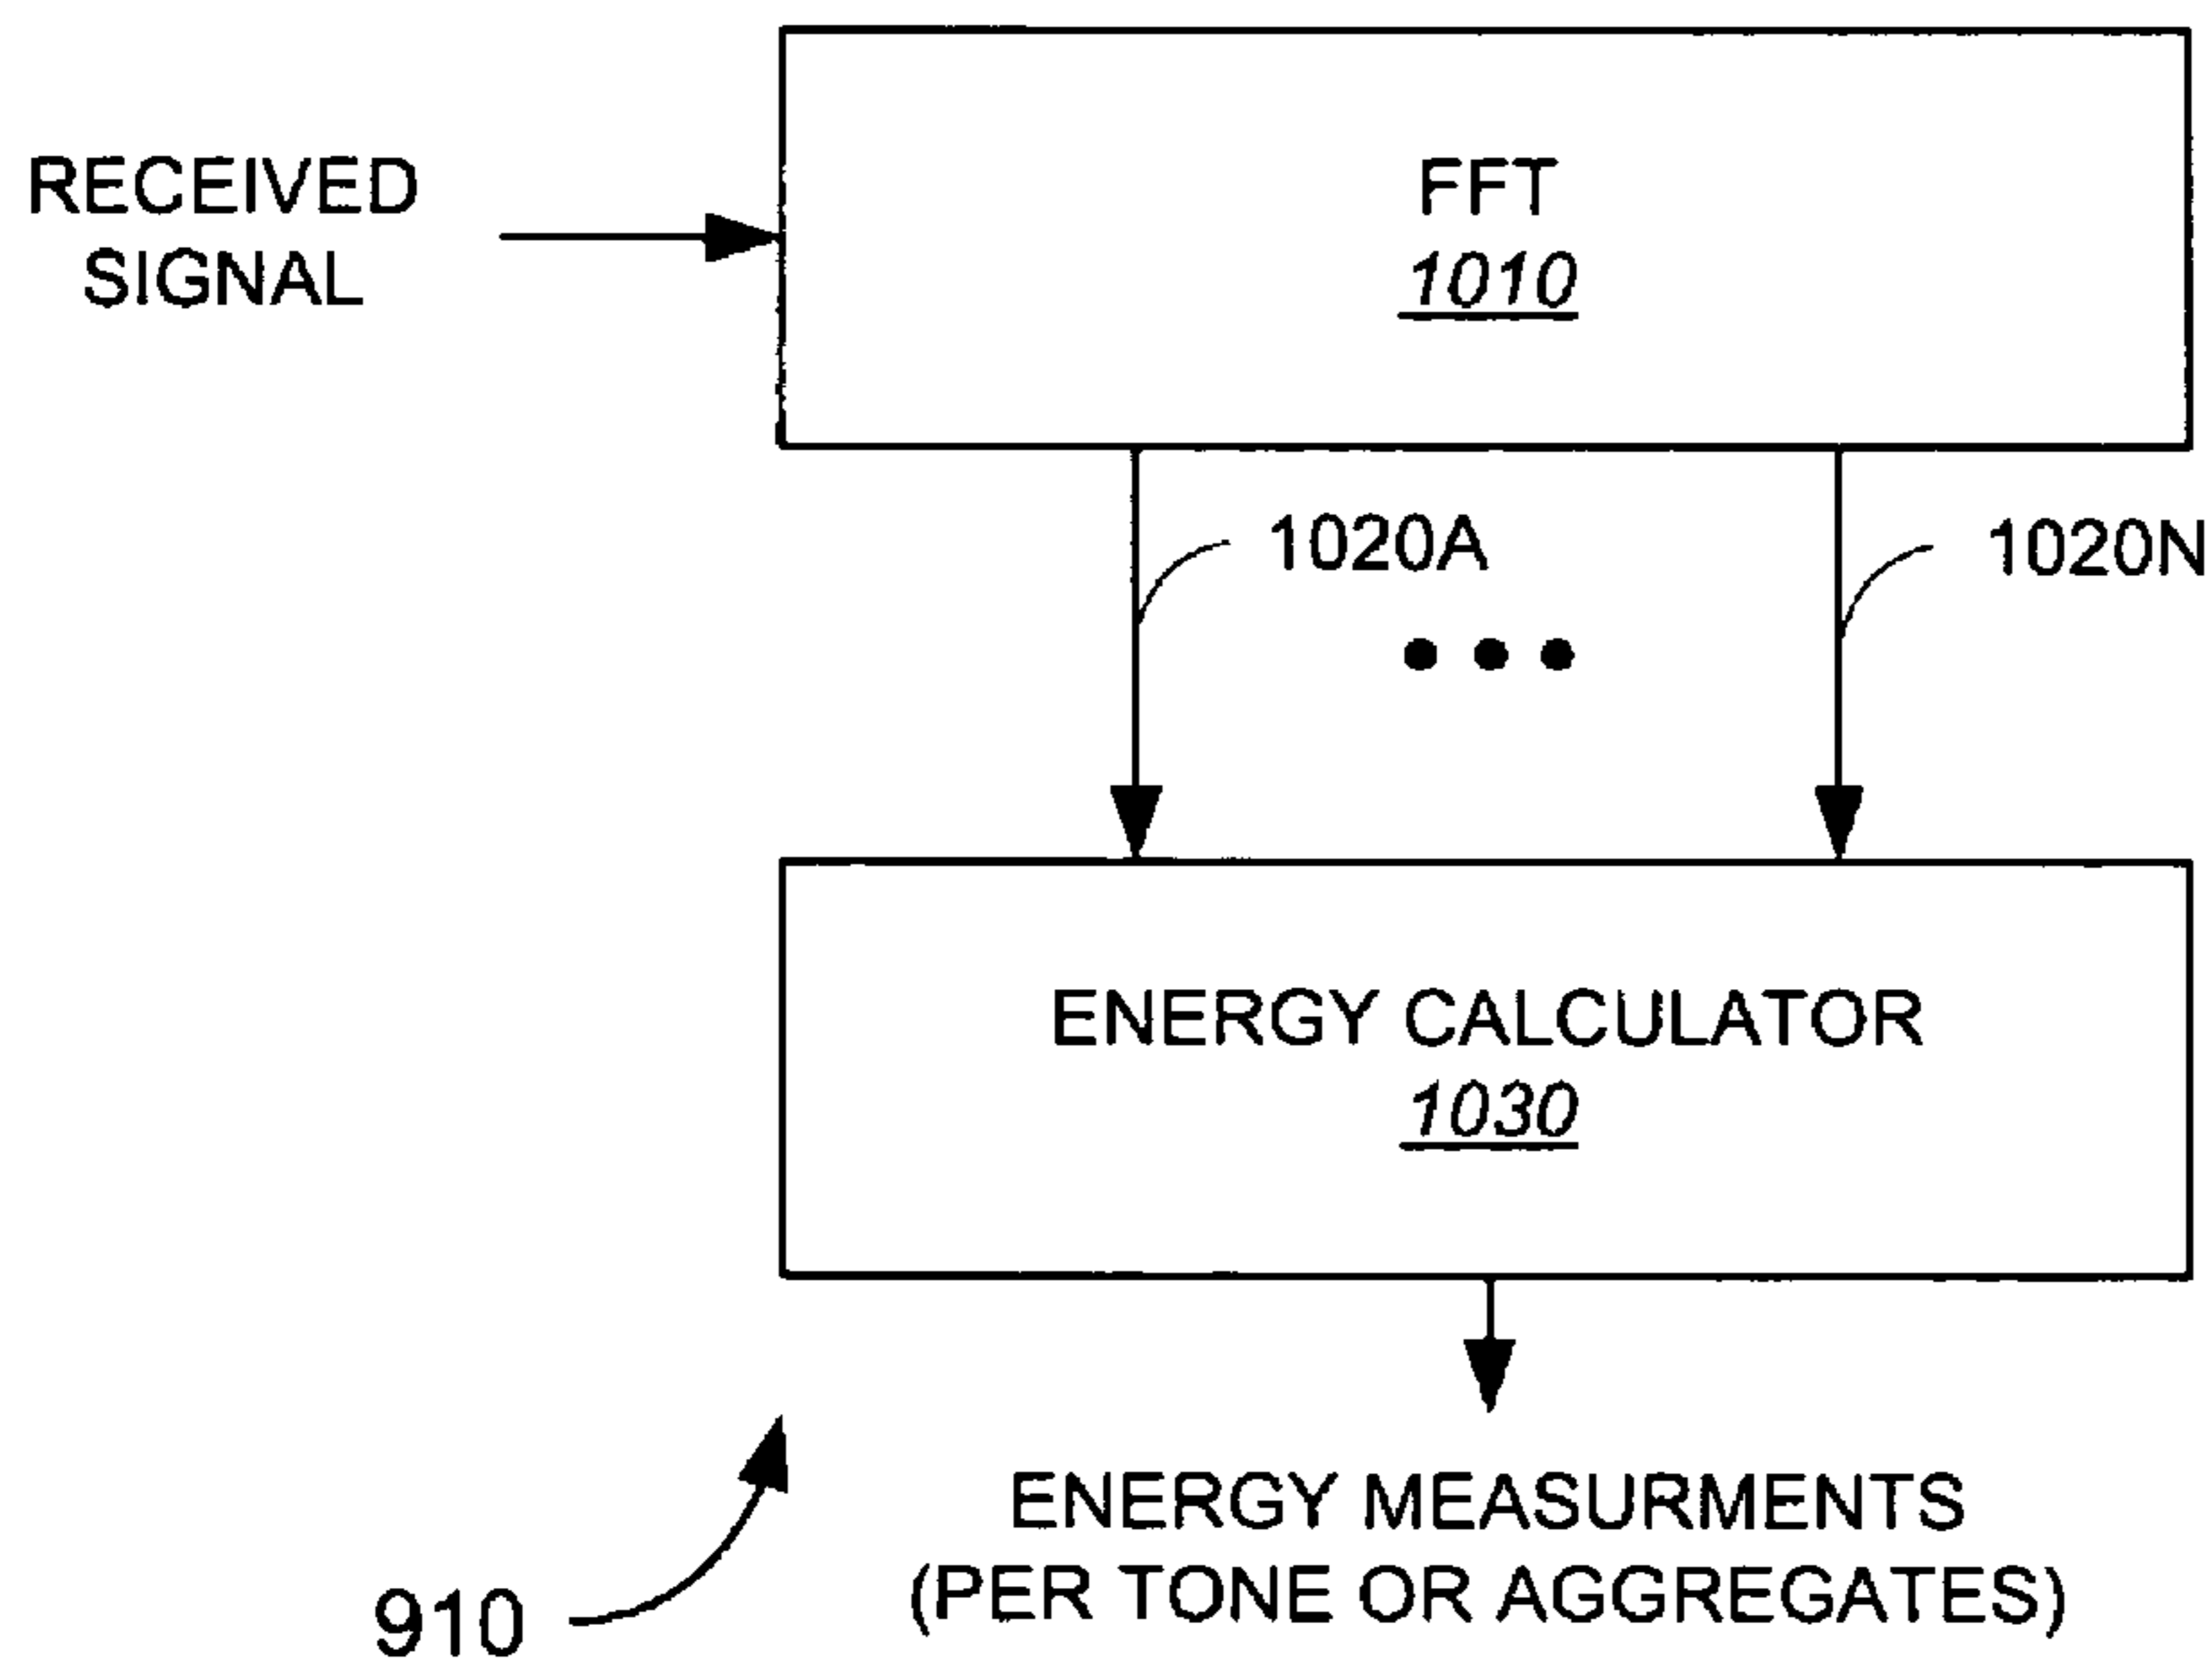 RECEIVED
SIGNAL
FFT
1010
1020A
1020N
ENERGY CALCULATOR
1030
ENERGY MEASURMENTS
(PER TONE OR AGGREGATES)
910